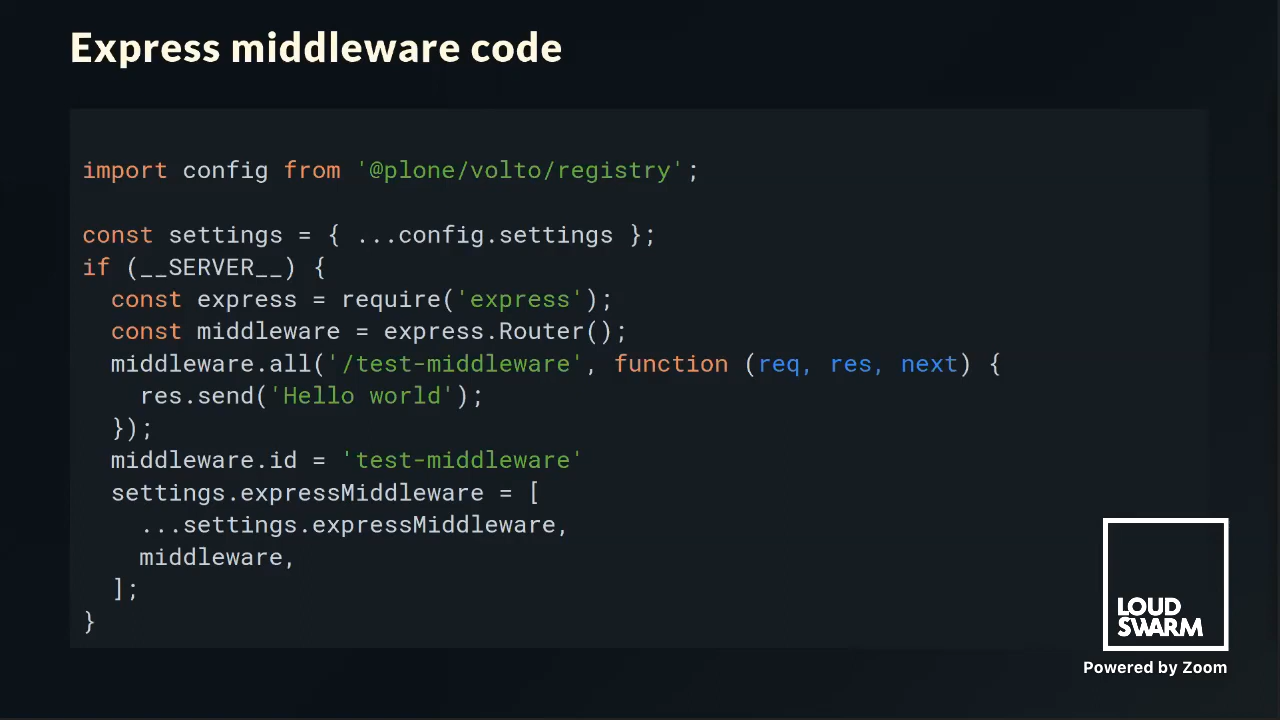 Express middleware code
import config from '@plone/volto/registry';
const settings = { ...config.settings };
if (__SERVER__) {
  const express = require('express');
  const middleware = express.Router();
  middleware.all('/test-middleware', function (req, res, next) {
    res.send('Hello world');
  });
  middleware.id = 'test-middleware'
  settings.expressMiddleware = [
    ...settings.expressMiddleware,
    middleware,
  ];
}
LOUD
SWARM
Powered by Zoom